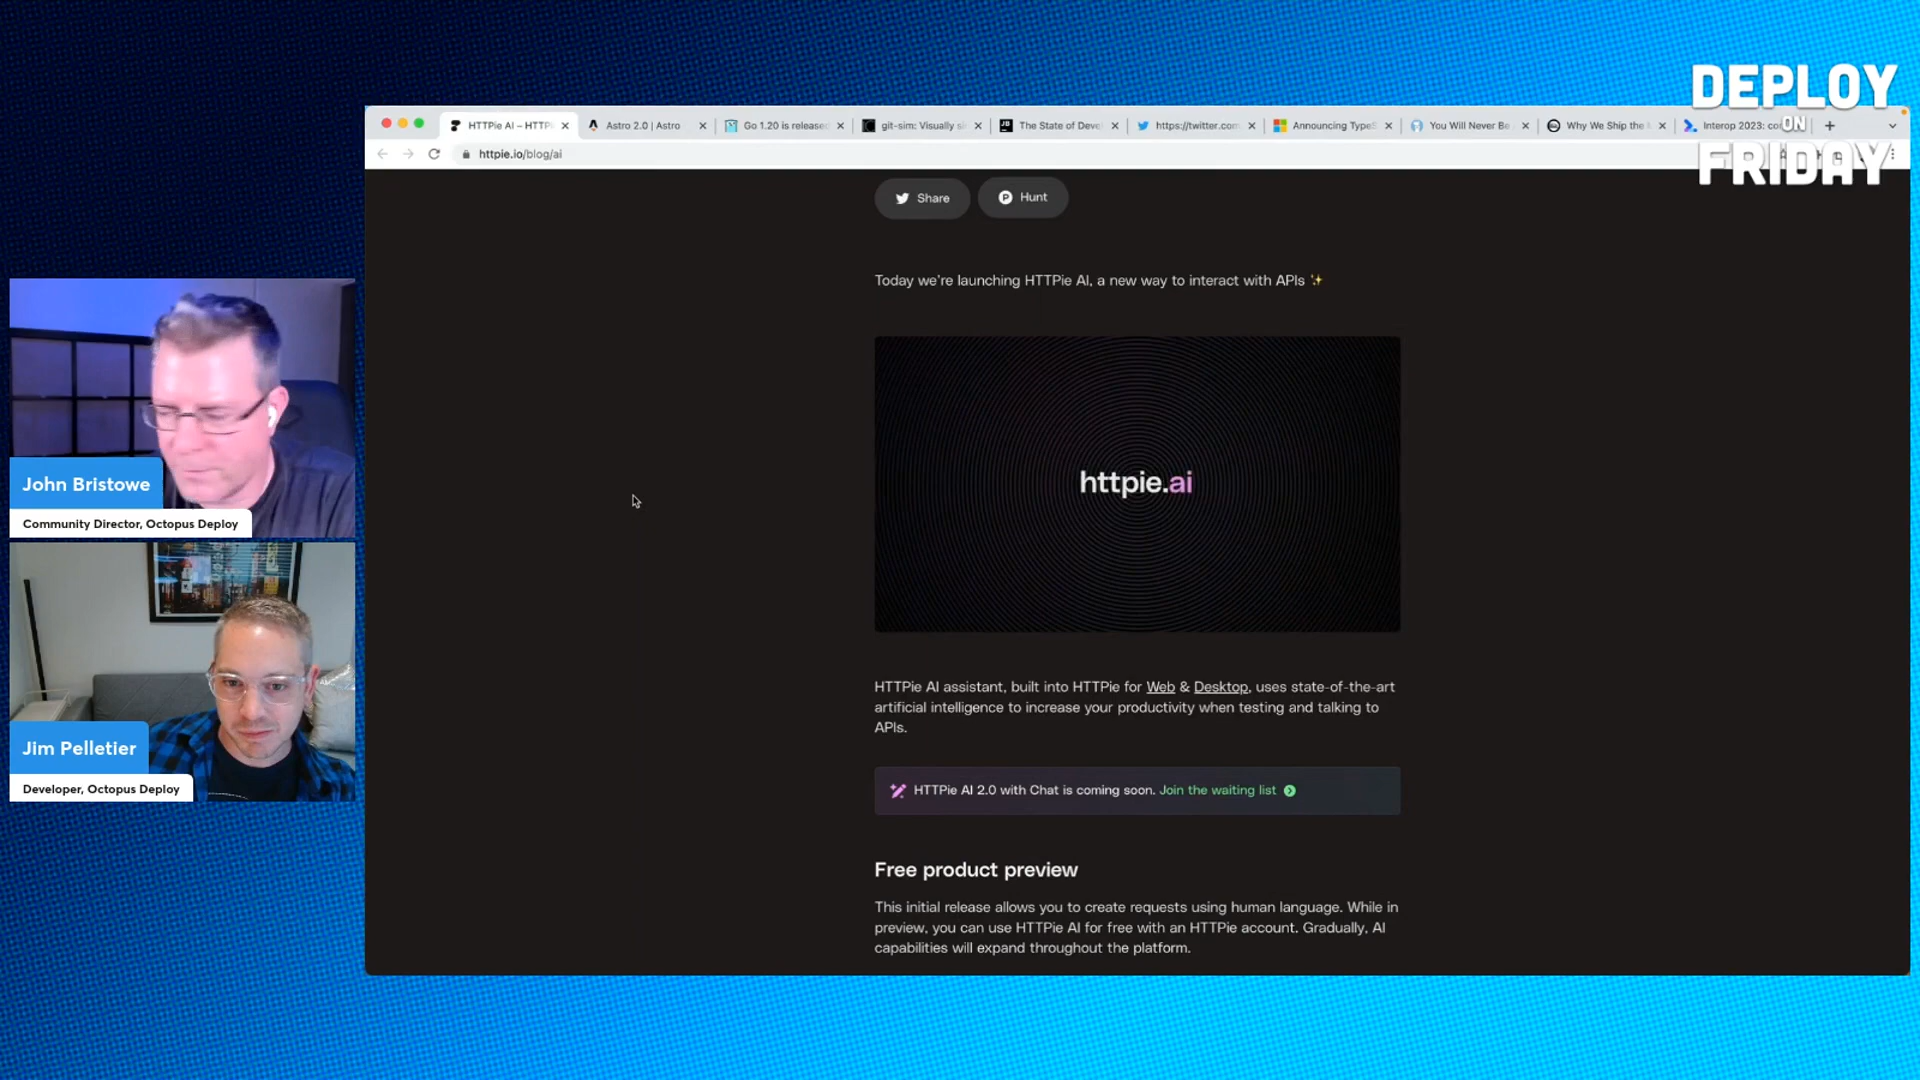 DEPLOY
ON
FRIDAY
HTTPie AI – HTTPi
Astro 2.0 | Astro
Go 1.20 is released
git-sim: Visually si
The State of Deve
https://twitter.com
Announcing TypeS
You Will Never Be
Why We Ship the
Interop 2023: co
httpie.io/blog/ai
Share
Hunt
Today we're launching HTTPie AI, a new way to interact with APIs ✨
httpie.ai
HTTPie AI assistant, built into HTTPie for Web & Desktop, uses state-of-the-art
artificial intelligence to increase your productivity when testing and talking to
APIs.
HTTPie AI 2.0 with Chat is coming soon. Join the waiting list
Free product preview
This initial release allows you to create requests using human language. While in
preview, you can use HTTPie AI for free with an HTTPie account. Gradually, AI
capabilities will expand throughout the platform.
John Bristowe
Community Director, Octopus Deploy
Jim Pelletier
Developer, Octopus Deploy